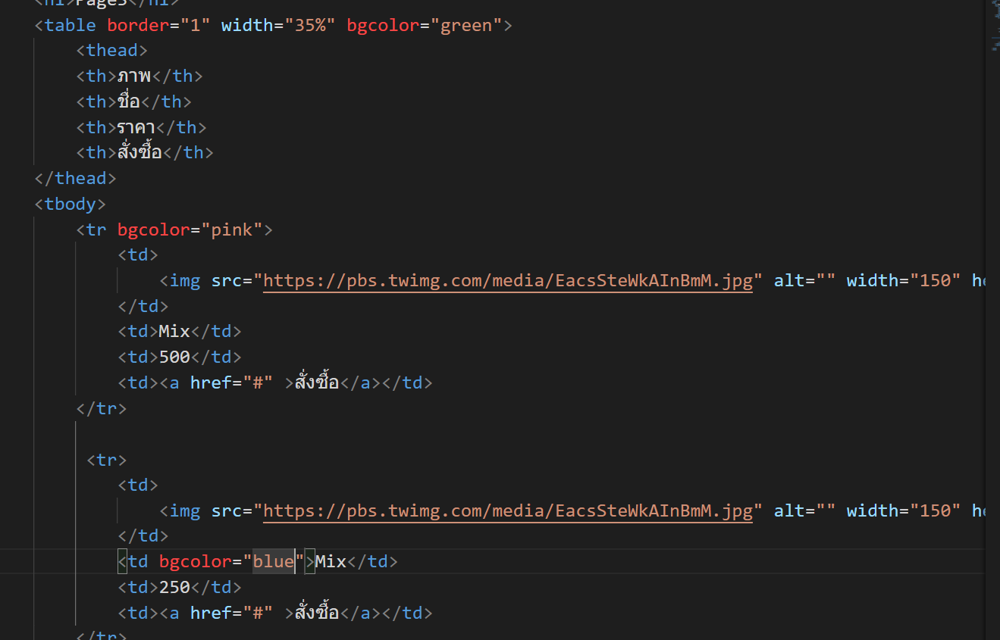 <h1>Page3</h1>
<table border="1" width="35%" bgcolor="green">
<thead>
<th>ภาพ</th>
<th>ชื่อ</th>
<th>ราคา</th>
<th>สั่งซื้อ</th>
</thead>
<tbody>
<tr bgcolor="pink">
<td>
<img src="https://pbs.twimg.com/media/EacsSteWkAInBmM.jpg" alt="" width="150" he
</td>
<td>Mix</td>
<td>500</td>
<td><a href="#" >สั่งซื้อ</a></td>
</tr>
<tr>
<td>
<img src="https://pbs.twimg.com/media/EacsSteWkAInBmM.jpg" alt="" width="150" he
</td>
<td bgcolor="blue">Mix</td>
<td>250</td>
<td><a href="#" >สั่งซื้อ</a></td>
</tr>